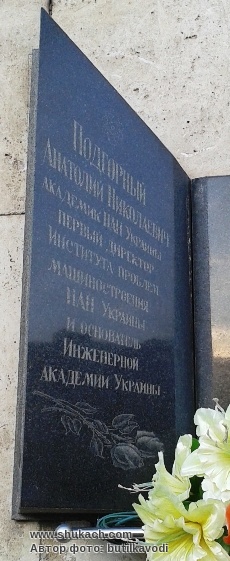 Подгорный
Анатолий Николаевич
академик НАН Украины
первый директор
Института проблем
машиностроения
НАН Украины
и основатель
Инженерной
академии Украины -
www.shukach.com
Автор фото: butilkavodi